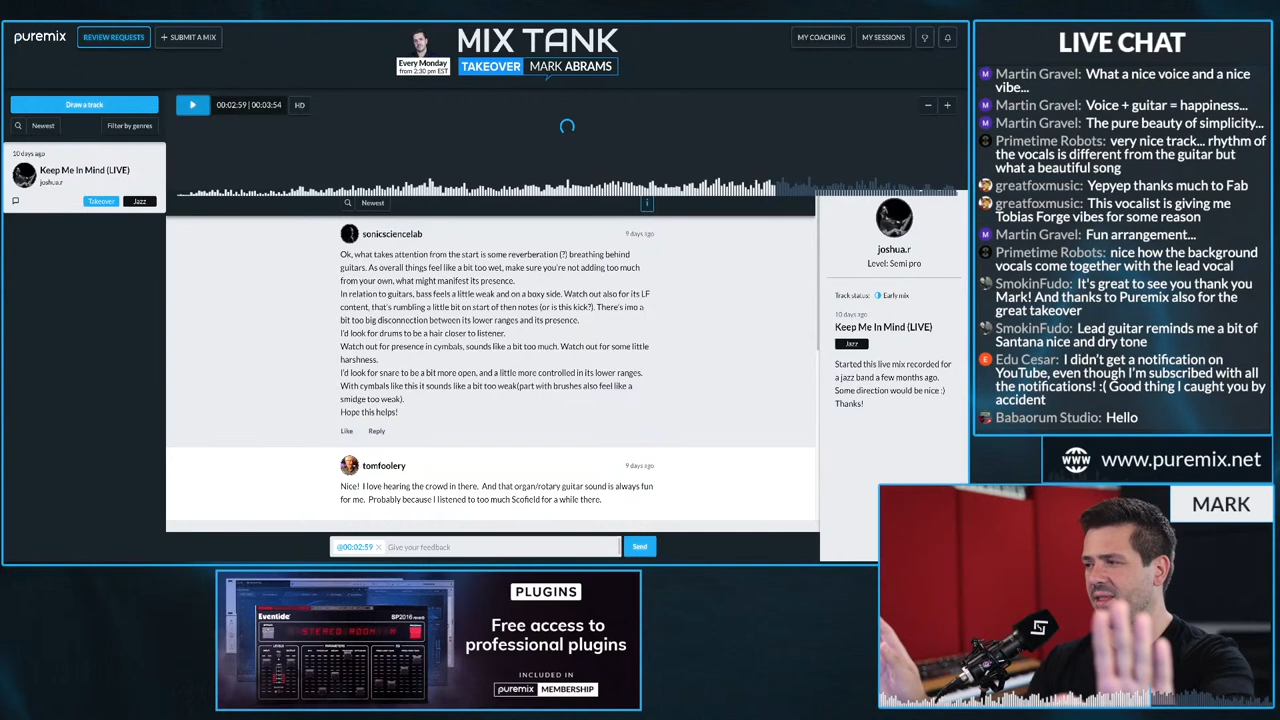 puremix
REVIEW REQUESTS
+ SUBMIT A MIX
Every Monday
from 2:30 pm EST
MIX TANK
TAKEOVER MARK ABRAMS
MY COACHING
MY SESSIONS
Draw a track
Newest
Filter by genres
10 days ago
Keep Me In Mind (LIVE)
joshua.r
Takeover
Jazz
00:02:59 | 00:03:54
HD
Newest
i
sonicsciencelab
9 days ago
Ok, what takes attention from the start is some reverberation (?) breathing behind
guitars. As overall things feel like a bit too wet, make sure you're not adding too much
from your own, what might manifest its presence.
In relation to guitars, bass feels a little weak and on a boxy side. Watch out also for its LF
content, that's rumbling a little bit on start of then notes (or is this kick?). There's imo a
bit too big disconnection between its lower ranges and its presence.
I'd look for drums to be a hair closer to listener.
Watch out for presence in cymbals, sounds like a bit too much. Watch out for some little
harshness.
I'd look for snare to be a bit more open, and a little more controlled in its lower ranges.
With cymbals like this it sounds like a bit too weak(part with brushes also feel like a
smidge too weak).
Hope this helps!
Like
Reply
tomfoolery
9 days ago
Nice! I love hearing the crowd in there. And that organ/rotary guitar sound is always fun
for me. Probably because I listened to too much Scofield for a while there.
@00:02:59
Give your feedback
Send
joshua.r
Level: Semi pro
Track status: Early mix
10 days ago
Keep Me In Mind (LIVE)
Jazz
Started this live mix recorded
for a jazz band a few months ago.
Some direction would be nice :)
Thanks!
LIVE CHAT
Martin Gravel: What a nice voice and a nice
vibe...
Martin Gravel: Voice + guitar = happiness...
Martin Gravel: The pure beauty of simplicity...
Primetime Robots: very nice track... rhythm of
the vocals is different from the guitar but
what a beautiful song
greatfoxmusic: Yepyep thanks much to Fab
greatfoxmusic: This vocalist is giving me
Tobias Forge vibes for some reason
Martin Gravel: Fun arrangement...
Primetime Robots: nice how the background
vocals come together with the lead vocal
SmokinFudo: It's great to see you thank you
Mark! And thanks to Puremix also for the
great takeover
SmokinFudo: Lead guitar reminds me a bit of
Santana nice and dry tone
Edu Cesar: I didn't get a notification on
YouTube, even though I'm subscribed with all
the notifications! :( Good thing I caught you by
accident
Babaorum Studio: Hello
WWW
www.puremix.net
MARK
Eventide
SP2016 reverb
STEREO ROOM
PLUGINS
Free access to
professional plugins
INCLUDED IN
puremix MEMBERSHIP